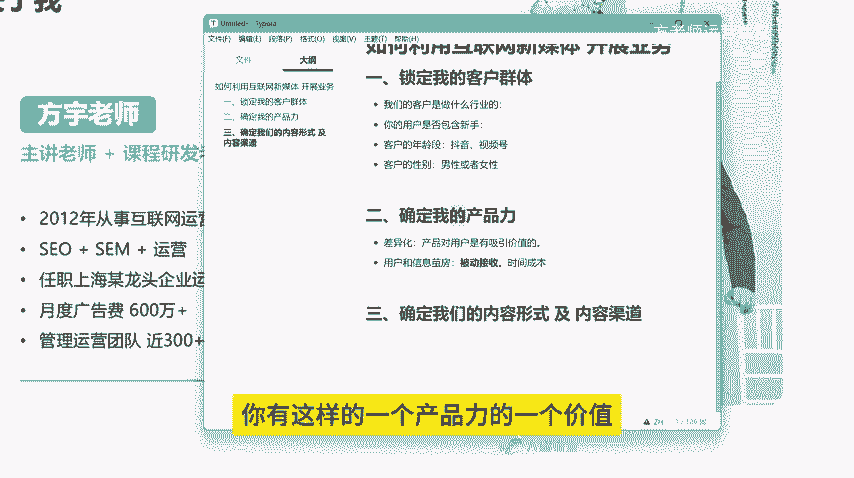 于我
方宇老师
主讲老师 + 课程研发
2012年从事互联网运营
SEO + SEM + 运营
任职上海某龙头企业运
月度广告费 600万+
管理运营团队 近300+
Untitled
文件(F) 编辑(E) 段落(P) 格式(O) 视图(V) 主题(T) 帮助(H)
文件 大纲
如何利用互联网新媒体 开展业务
一、锁定我的客户群体
二、确定我的产品力
三、确定我们的内容形式 及
内容渠道
如何利用互联网新媒体 开展业务
一、锁定我的客户群体
我们的客户是做什么行业的:
你的用户是否包含新手:
客户的年龄段:抖音、视频号
客户的性别:男性或者女性
二、确定我的产品力
差异化:产品对用户是有吸引价值的。
用户和信息茧房:被动接收。时间成本
三、确定我们的内容形式 及 内容渠道
你有这样的一个产品力的一个价值